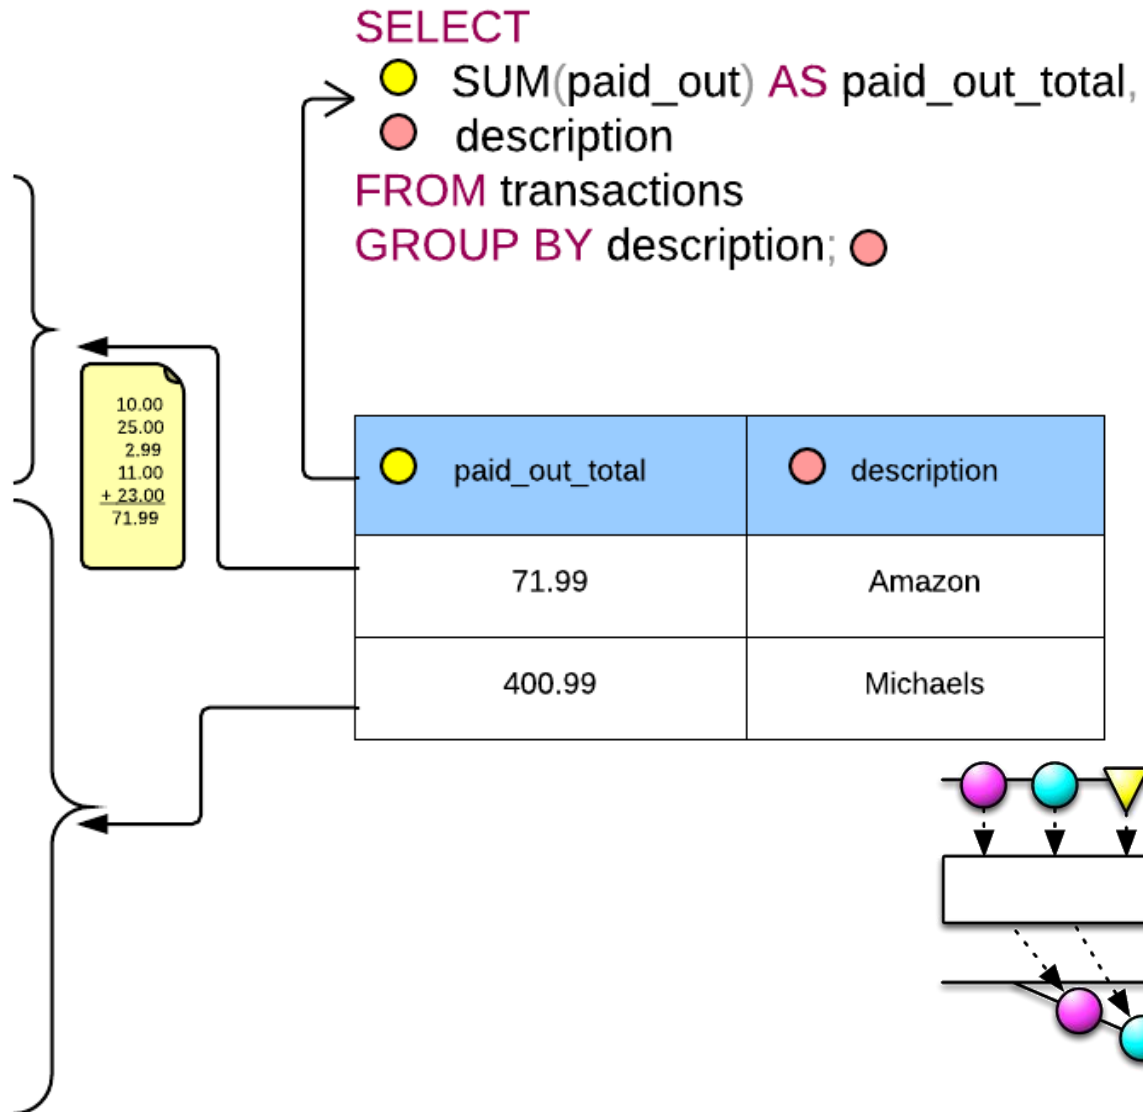 SELECT
SUM(paid_out) AS paid_out_total,
description
FROM transactions
GROUP BY description;
10.00
25.00
2.99
11.00
+ 23.00
71.99
paid_out_total description
71.99 Amazon
400.99 Michaels